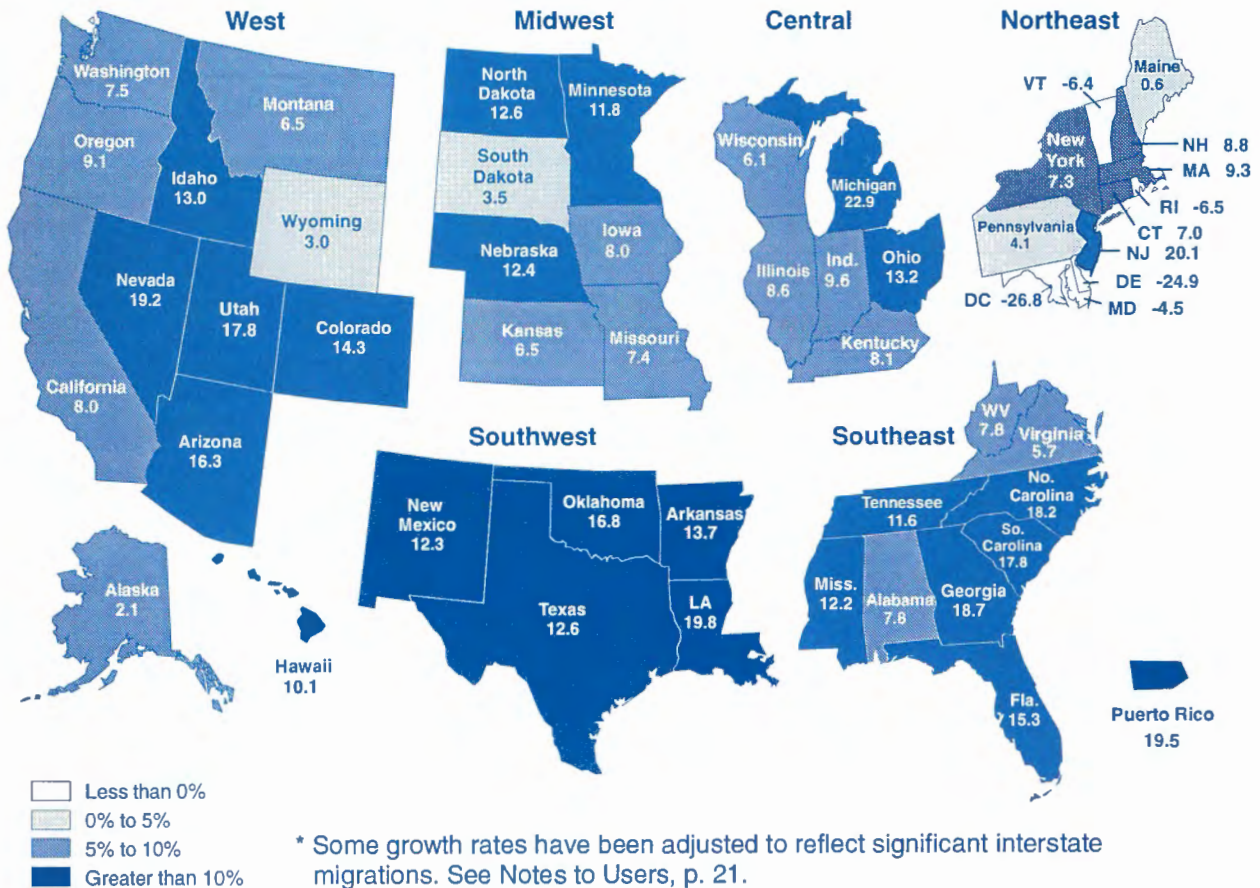 West
Washington
7.5
Montana
6.5
Oregon
9.1
Idaho
13.0
Wyoming
3.0
Nevada
19.2
Utah
17.8
Colorado
14.3
California
8.0
Arizona
16.3
Alaska
2.1
Hawaii
10.1
Midwest
North
Dakota
12.6
Minnesota
11.8
South
Dakota
3.5
Nebraska
12.4
Iowa
8.0
Kansas
6.5
Missouri
7.4
Central
Wisconsin
6.1
Michigan
22.9
Illinois
8.6
Ind.
9.6
Ohio
13.2
Kentucky
8.1
Northeast
Maine
0.6
VT -6.4
New
York
7.3
NH 8.8
MA 9.3
RI -6.5
CT 7.0
Pennsylvania
4.1
NJ 20.1
DE -24.9
DC -26.8
MD -4.5
Southwest
New
Mexico
12.3
Oklahoma
16.8
Arkansas
13.7
Texas
12.6
LA
19.8
Southeast
WV
7.8
Virginia
5.7
Tennessee
11.6
No.
Carolina
18.2
So.
Carolina
17.8
Miss.
12.2
Alabama
7.8
Georgia
18.7
Fla.
15.3
Puerto Rico
19.5
Less than 0%
0% to 5%
5% to 10%
Greater than 10%
* Some growth rates have been adjusted to reflect significant interstate
migrations. See Notes to Users, p. 21.